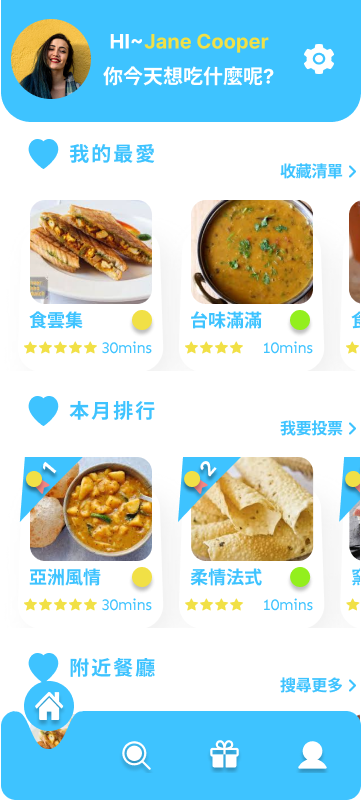 HI~Jane Cooper
你今天想吃什麼呢?
我的最愛
收藏清單
食雲集
30mins
台味滿滿
10mins
本月排行
我要投票
1
2
亞洲風情
30mins
柔情法式
10mins
附近餐廳
搜尋更多